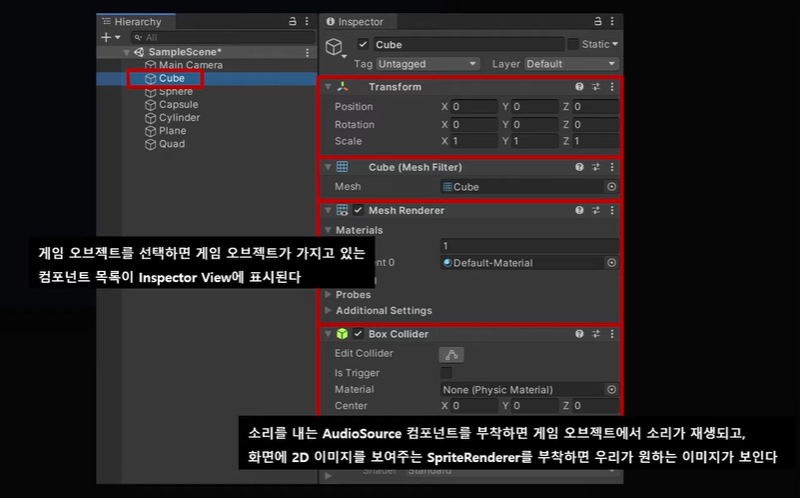 Hierarchy
Inspector
All
SampleScene*
Main Camera
Cube
Sphere
Capsule
Cylinder
Plane
Quad
Cube
Static
Tag Untagged Layer Default
Transform
Position X 0 Y 0 Z 0
Rotation X 0 Y 0 Z 0
Scale X 1 Y 1 Z 1
Cube (Mesh Filter)
Mesh Cube
Mesh Renderer
Materials
1
0 Default-Material
Probes
Additional Settings
게임 오브젝트를 선택하면 게임 오브젝트가 가지고 있는
컴포넌트 목록이 Inspector View에 표시된다
Box Collider
Edit Collider
Is Trigger
Material None (Physic Material)
Center X 0 Y 0 Z 0
소리를 내는 AudioSource 컴포넌트를 부착하면 게임 오브젝트에서 소리가 재생되고,
화면에 2D 이미지를 보여주는 SpriteRenderer를 부착하면 우리가 원하는 이미지가 보인다
Shader Standard